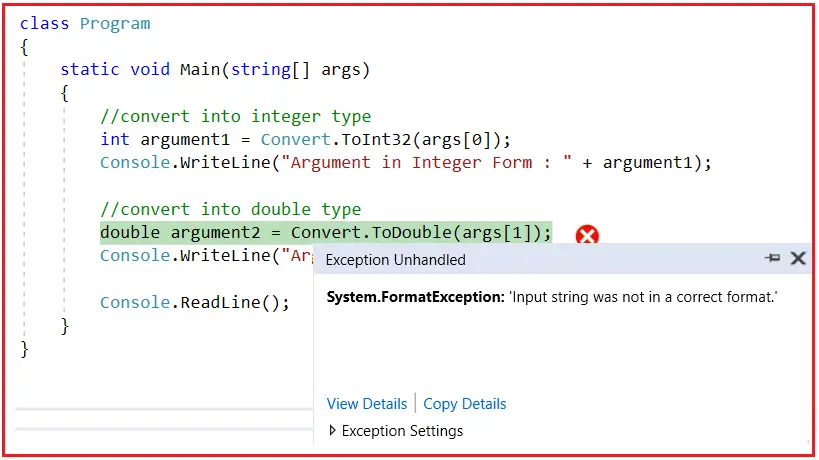 class Program
{
static void Main(string[] args)
{
//convert into integer type
int argument1 = Convert.ToInt32(args[0]);
Console.WriteLine("Argument in Integer Form : " + argument1);
//convert into double type
double argument2 = Convert.ToDouble(args[1]);
Console.WriteLine("Ar
Exception Unhandled
System.FormatException: 'Input string was not in a correct format.'
Console.ReadLine();
}
}
View Details | Copy Details
Exception Settings